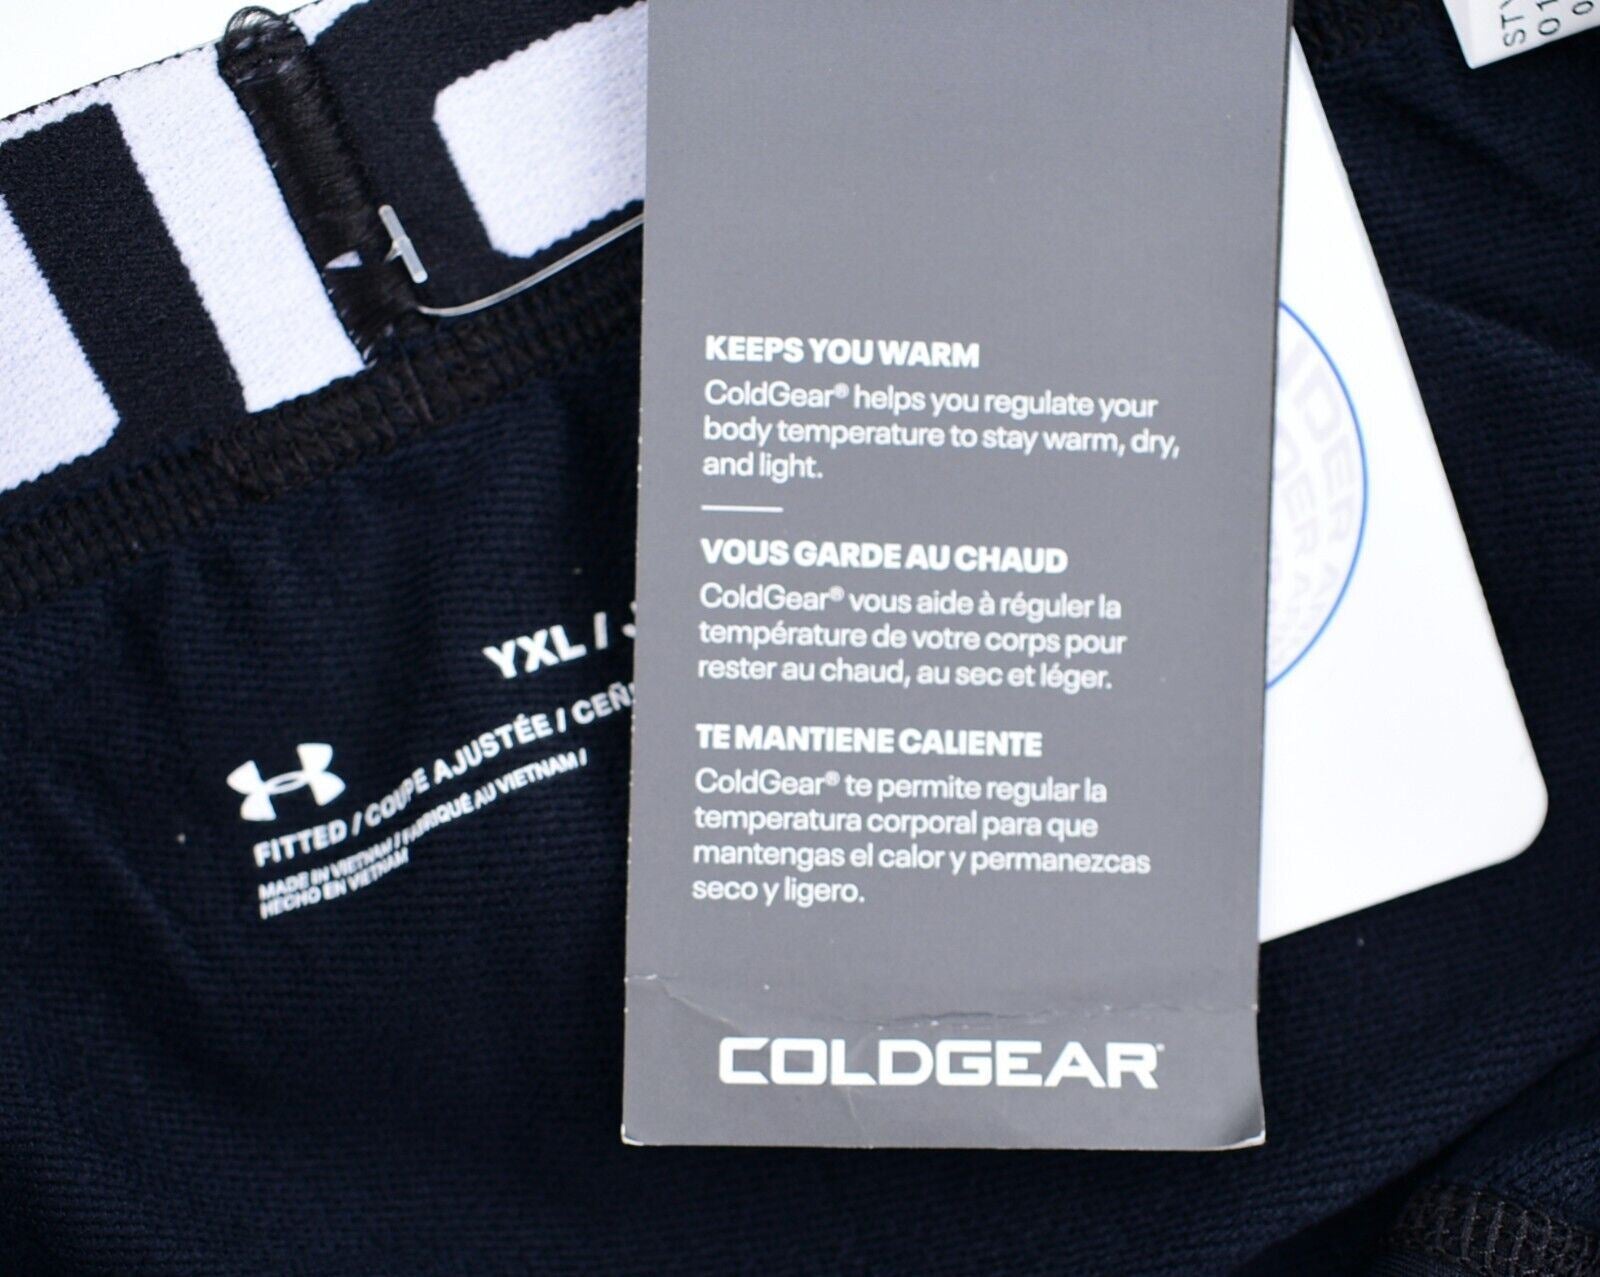 KEEPS YOU WARM
ColdGear® helps you regulate your
body temperature to stay warm, dry,
and light.
VOUS GARDE AU CHAUD
ColdGear® vous aide à réguler la
température de votre corps pour
rester au chaud, au sec et léger.
TE MANTIENE CALIENTE
ColdGear® te permite regular la
temperatura corporal para que
mantengas el calor y permanezcas
seco y ligero.
COLDGEAR
YXL /
FITTED / COUPE AJUSTÉE /
MADE IN VIETNAM / FABRIQUÉ AU VIETNAM /
HECHO EN VIETNAM